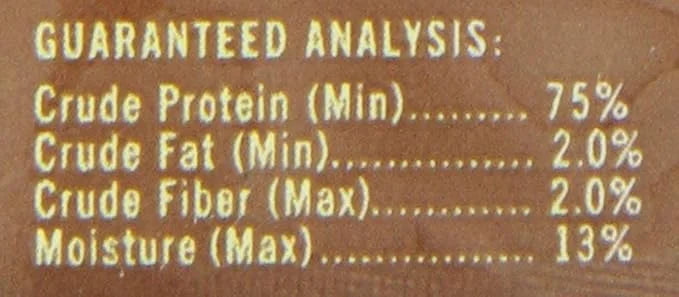 GUARANTEED ANALYSIS:
Crude Protein (Min)......... 75%
Crude Fat (Min)............... 2.0%
Crude Fiber (Max)............ 2.0%
Moisture (Max)................ 13%